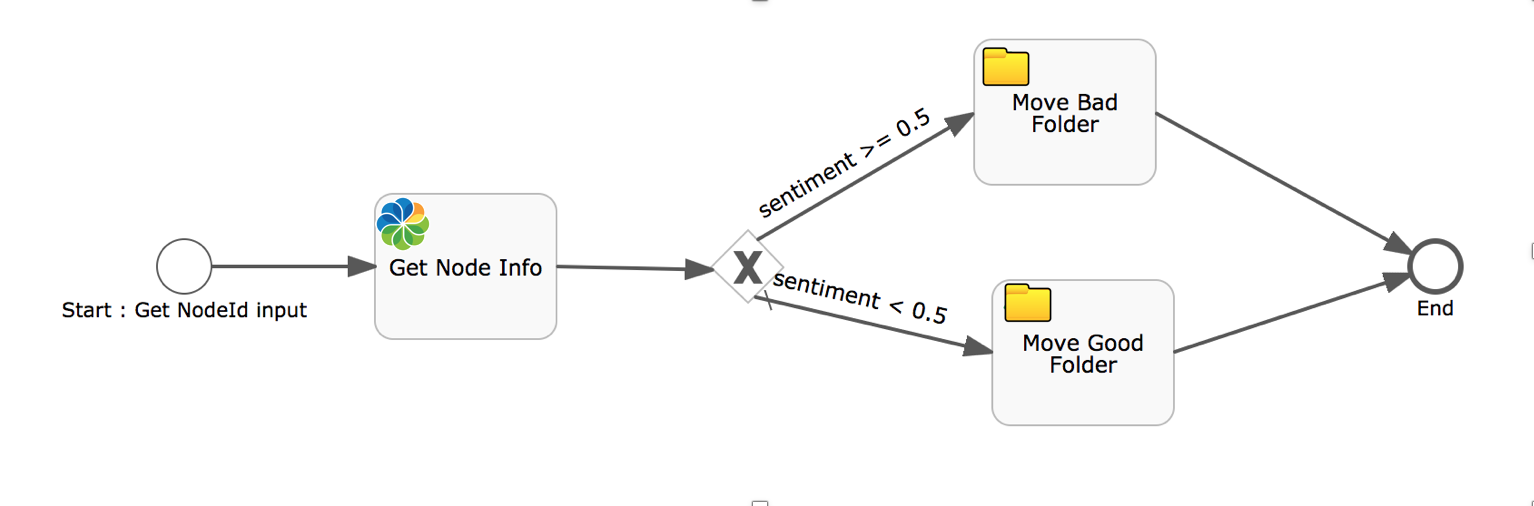 Start : Get NodeId input
Get Node Info
X
sentiment >= 0.5
sentiment < 0.5
Move Bad
Folder
Move Good
Folder
End